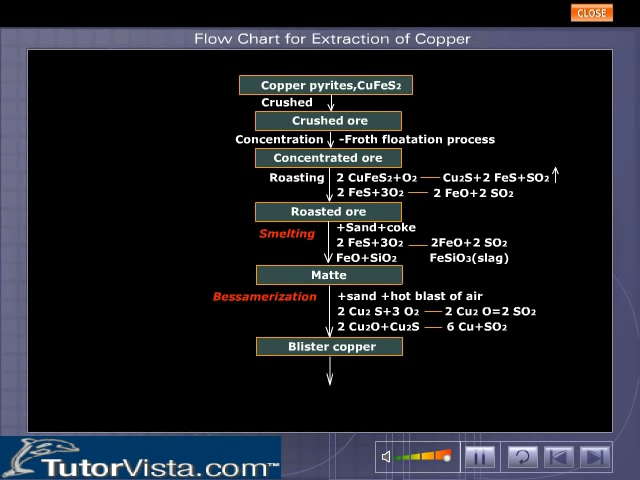 CLOSE
Flow Chart for Extraction of Copper
Copper pyrites,CuFeS₂
Crushed
Crushed ore
Concentration -Froth floatation process
Concentrated ore
Roasting 2 CuFeS₂+O₂ — Cu₂S+2 FeS+SO₂ ↑
2 FeS+3O₂ — 2 FeO+2 SO₂
Roasted ore
+Sand+coke
Smelting
2 FeS+3O₂ — 2FeO+2 SO₂
FeO+SiO₂ FeSiO₃(slag)
Matte
Bessamerization +sand +hot blast of air
2 Cu₂ S+3 O₂ — 2 Cu₂ O=2 SO₂
2 Cu₂O+Cu₂S — 6 Cu+SO₂
Blister copper
TutorVista.com™